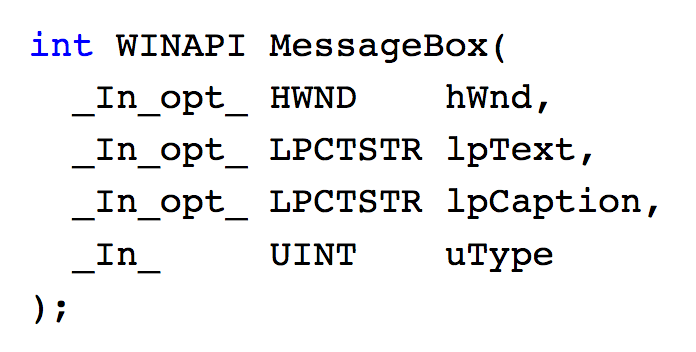 int WINAPI MessageBox(
  _In_opt_ HWND    hWnd,
  _In_opt_ LPCTSTR lpText,
  _In_opt_ LPCTSTR lpCaption,
  _In_     UINT    uType
);